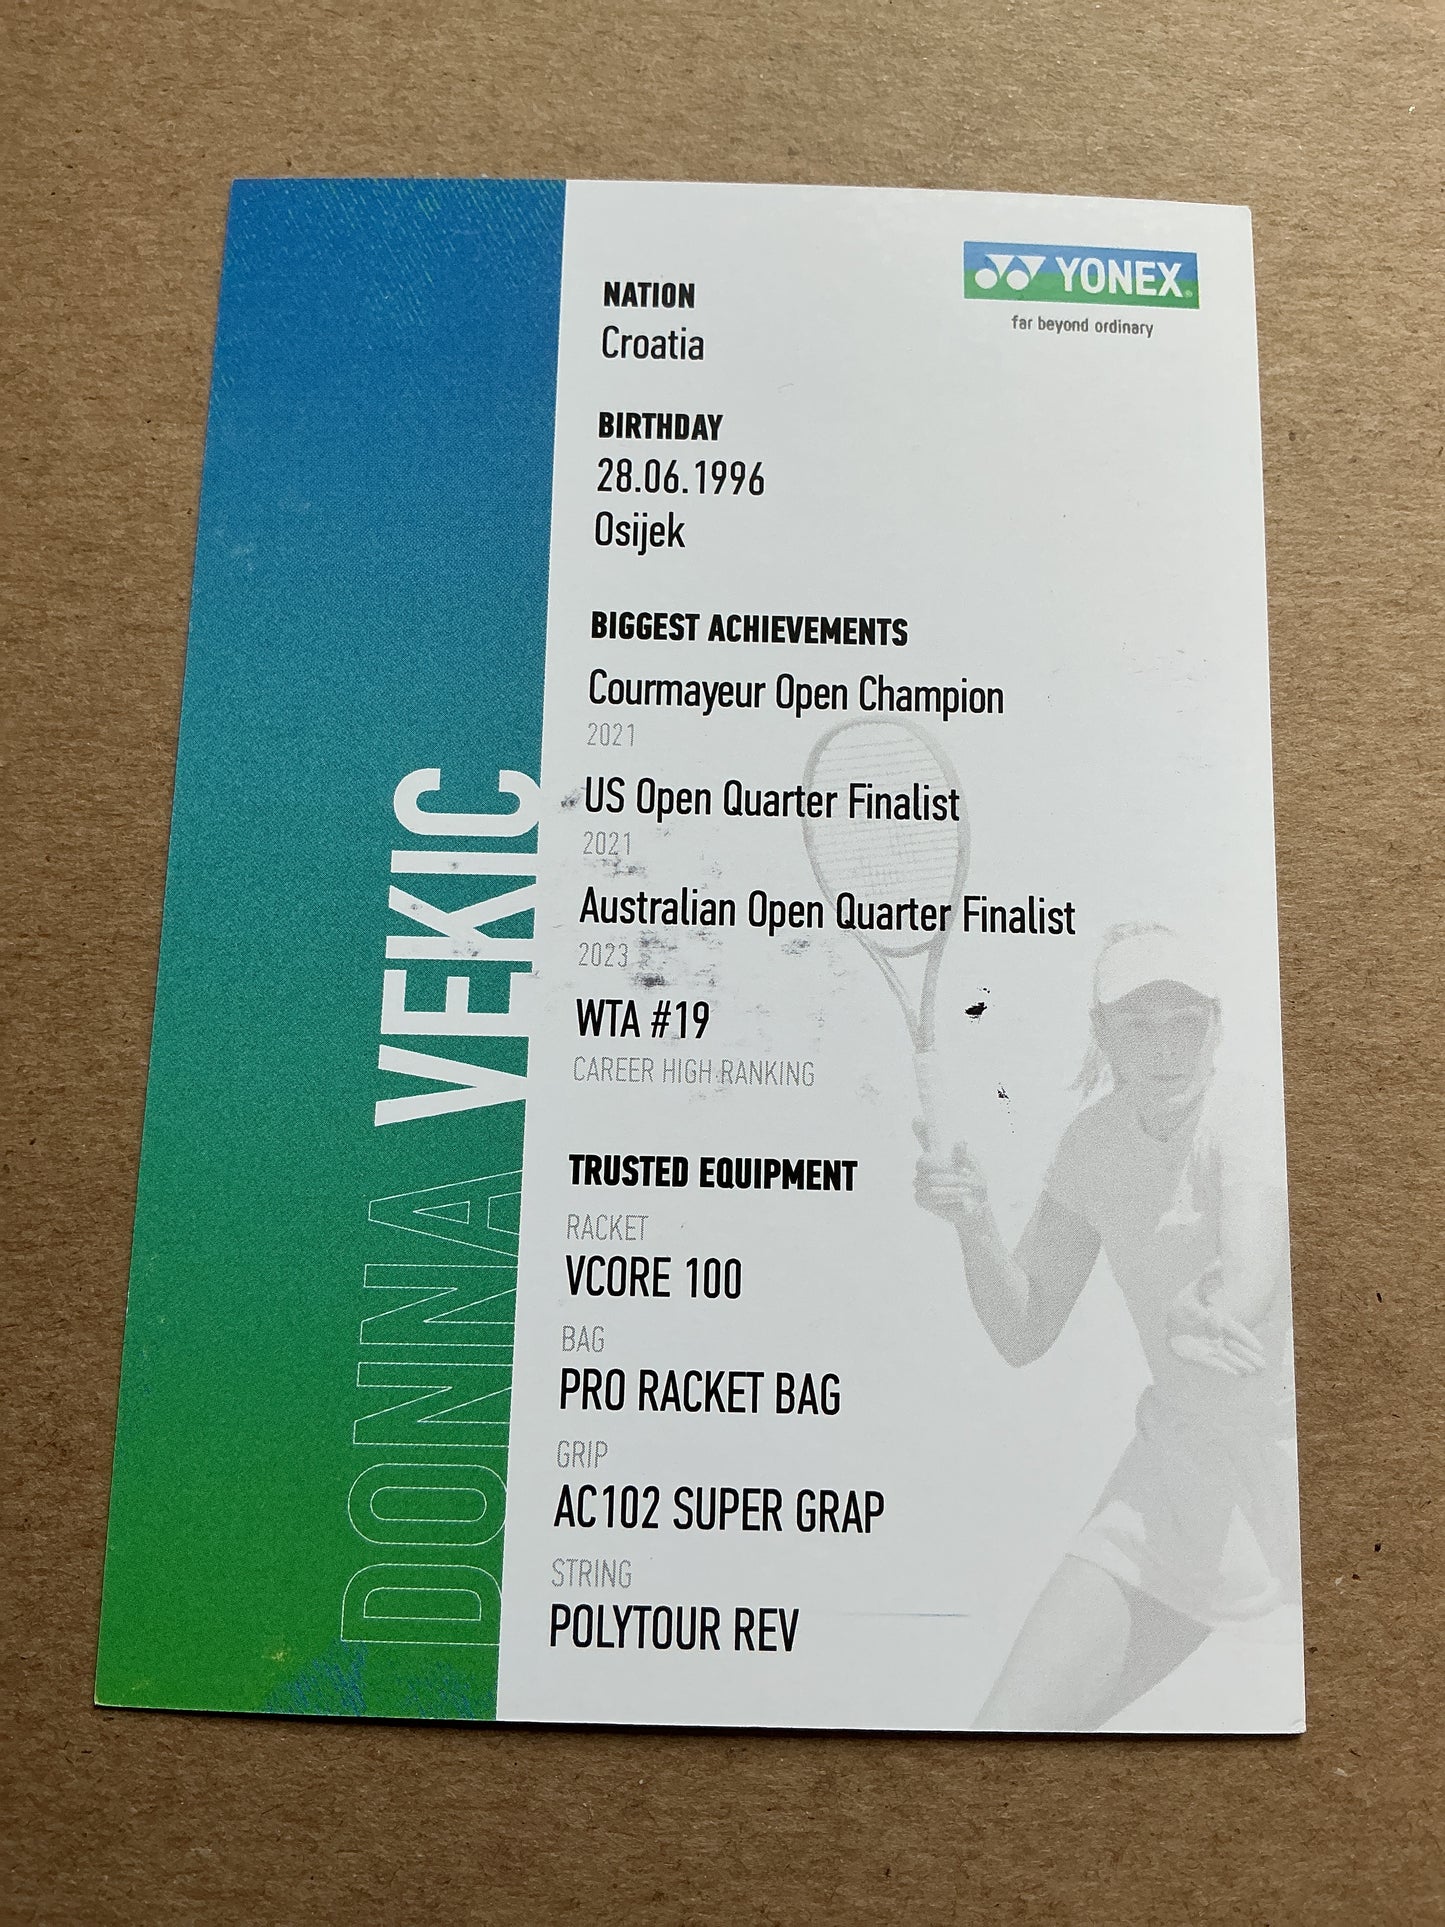 YONEX®
far beyond ordinary
NATION
Croatia
BIRTHDAY
28.06.1996
Osijek
BIGGEST ACHIEVEMENTS
Courmayeur Open Champion
2021
US Open Quarter Finalist
2021
Australian Open Quarter Finalist
2023
WTA #19
CAREER HIGH RANKING
TRUSTED EQUIPMENT
RACKET
VCORE 100
BAG
PRO RACKET BAG
GRIP
AC102 SUPER GRAP
STRING
POLYTOUR REV
DONNA VEKIC